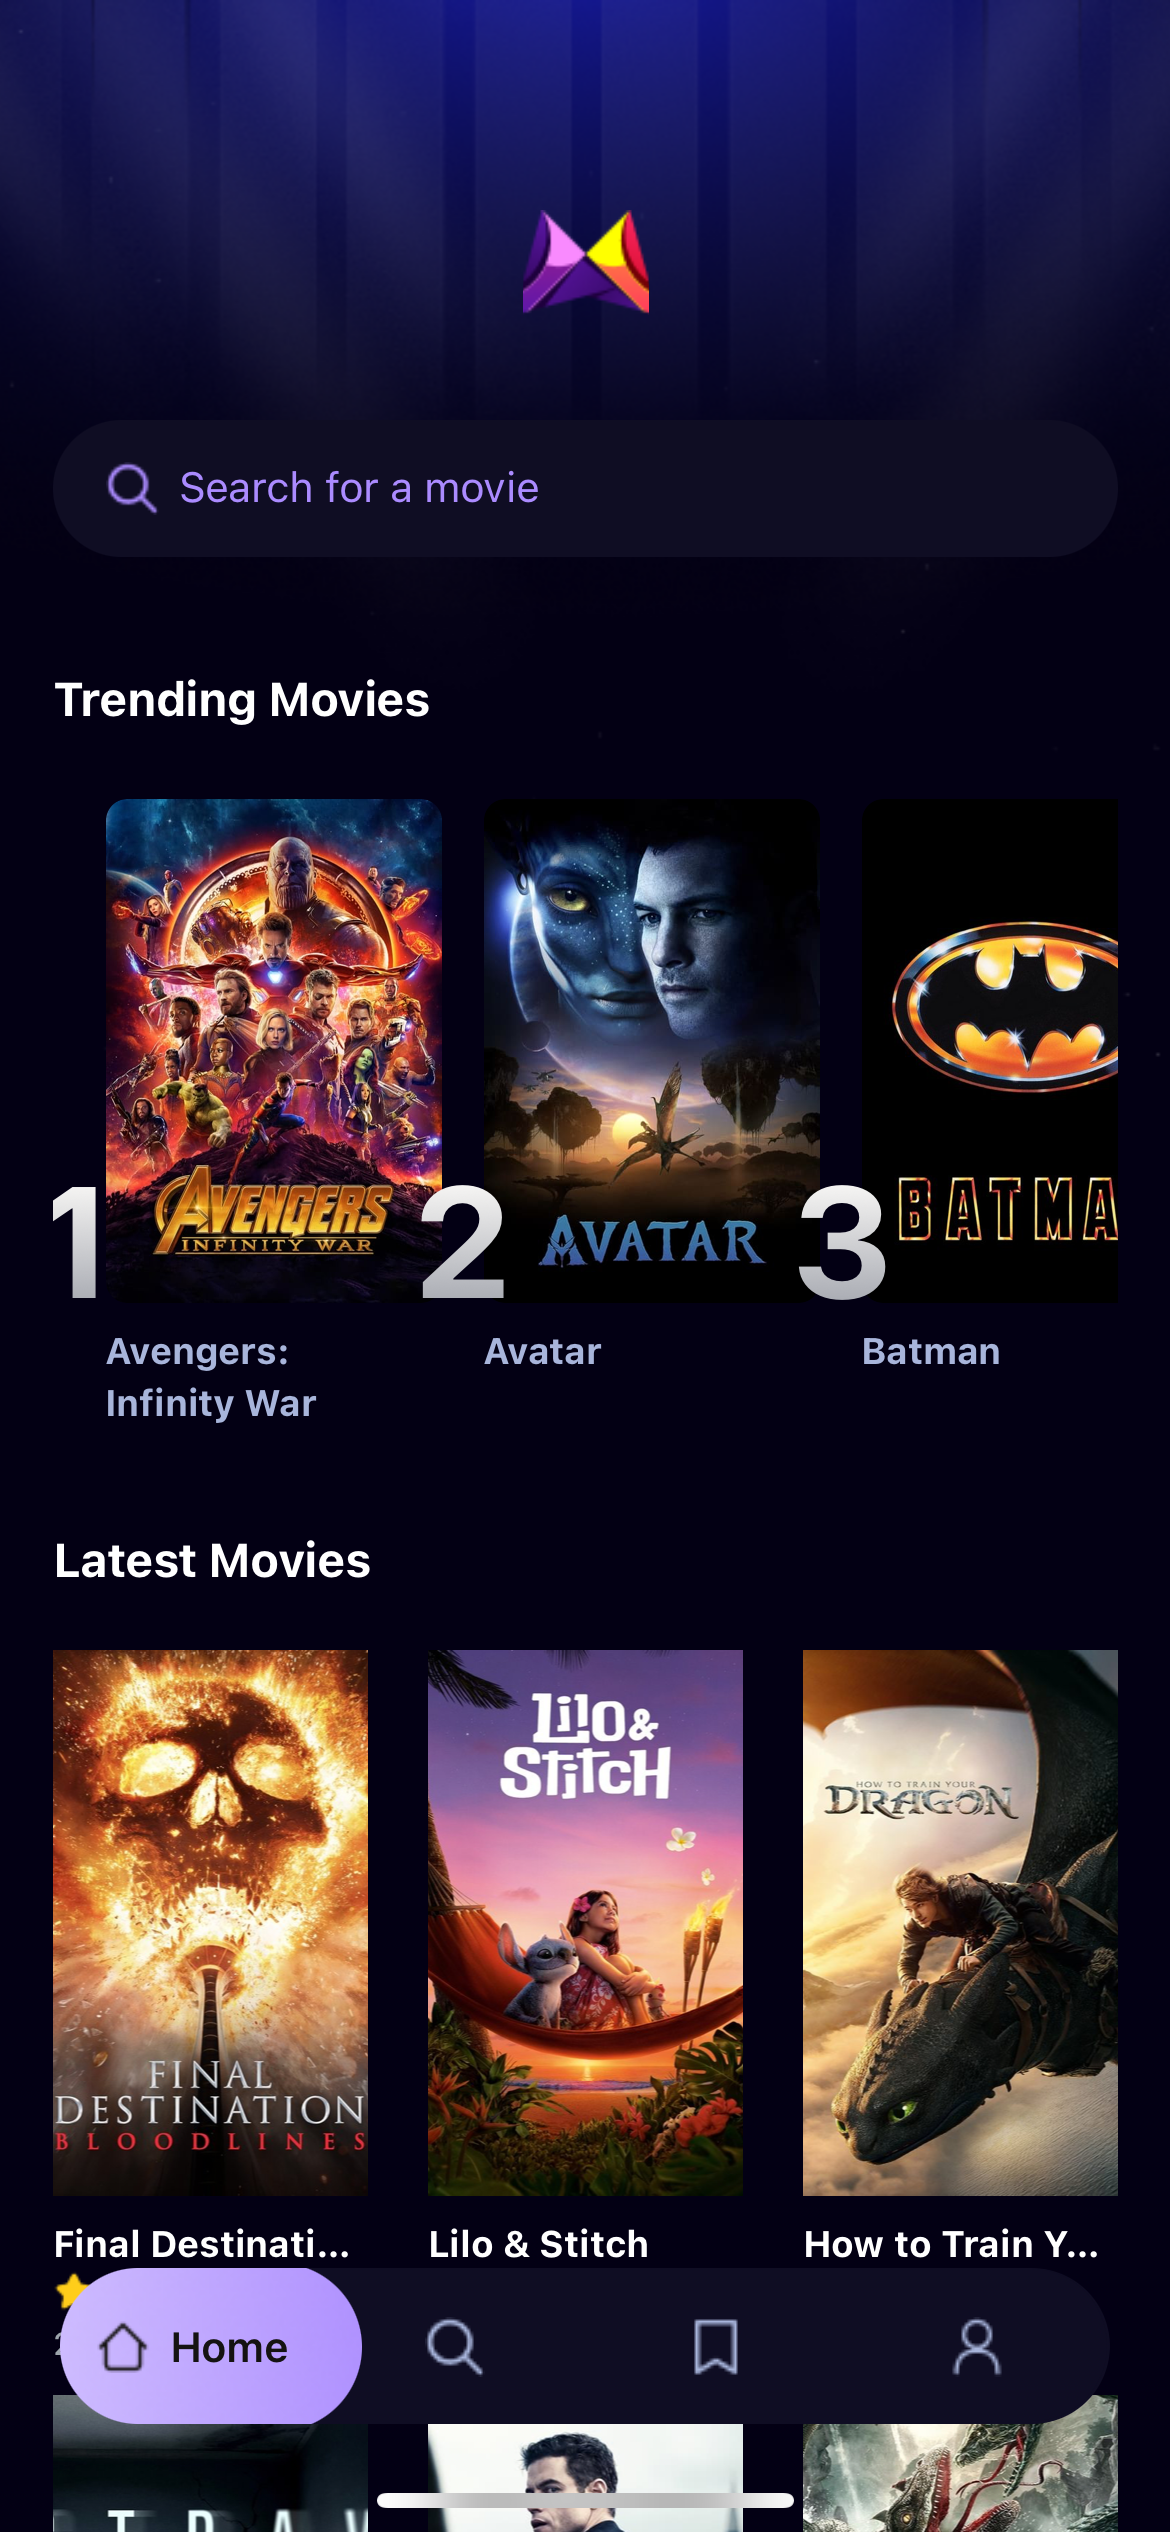 Search for a movie
Trending Movies
AVENGERS
INFINITY WAR
AVATAR
BATMA
1
2
3
Avengers:
Infinity War
Avatar
Batman
Latest Movies
Lilo &
Stitch
HOW TO TRAIN YOUR
DRAGON
FINAL
DESTINATION
BLOODLINES
Final Destinati...
Lilo & Stitch
How to Train Y...
Home